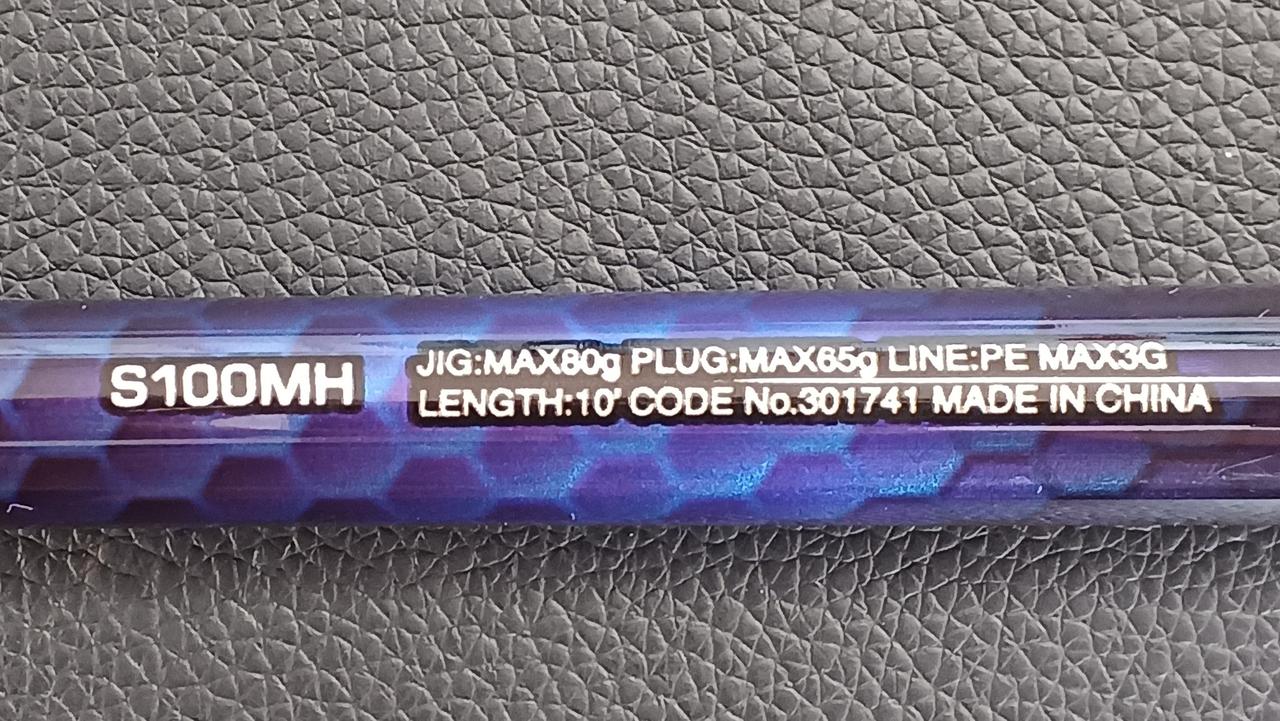 S100MH
JIG:MAX80g PLUG:MAX65g LINE:PE MAX3G
LENGTH:10' CODE No.301741 MADE IN CHINA